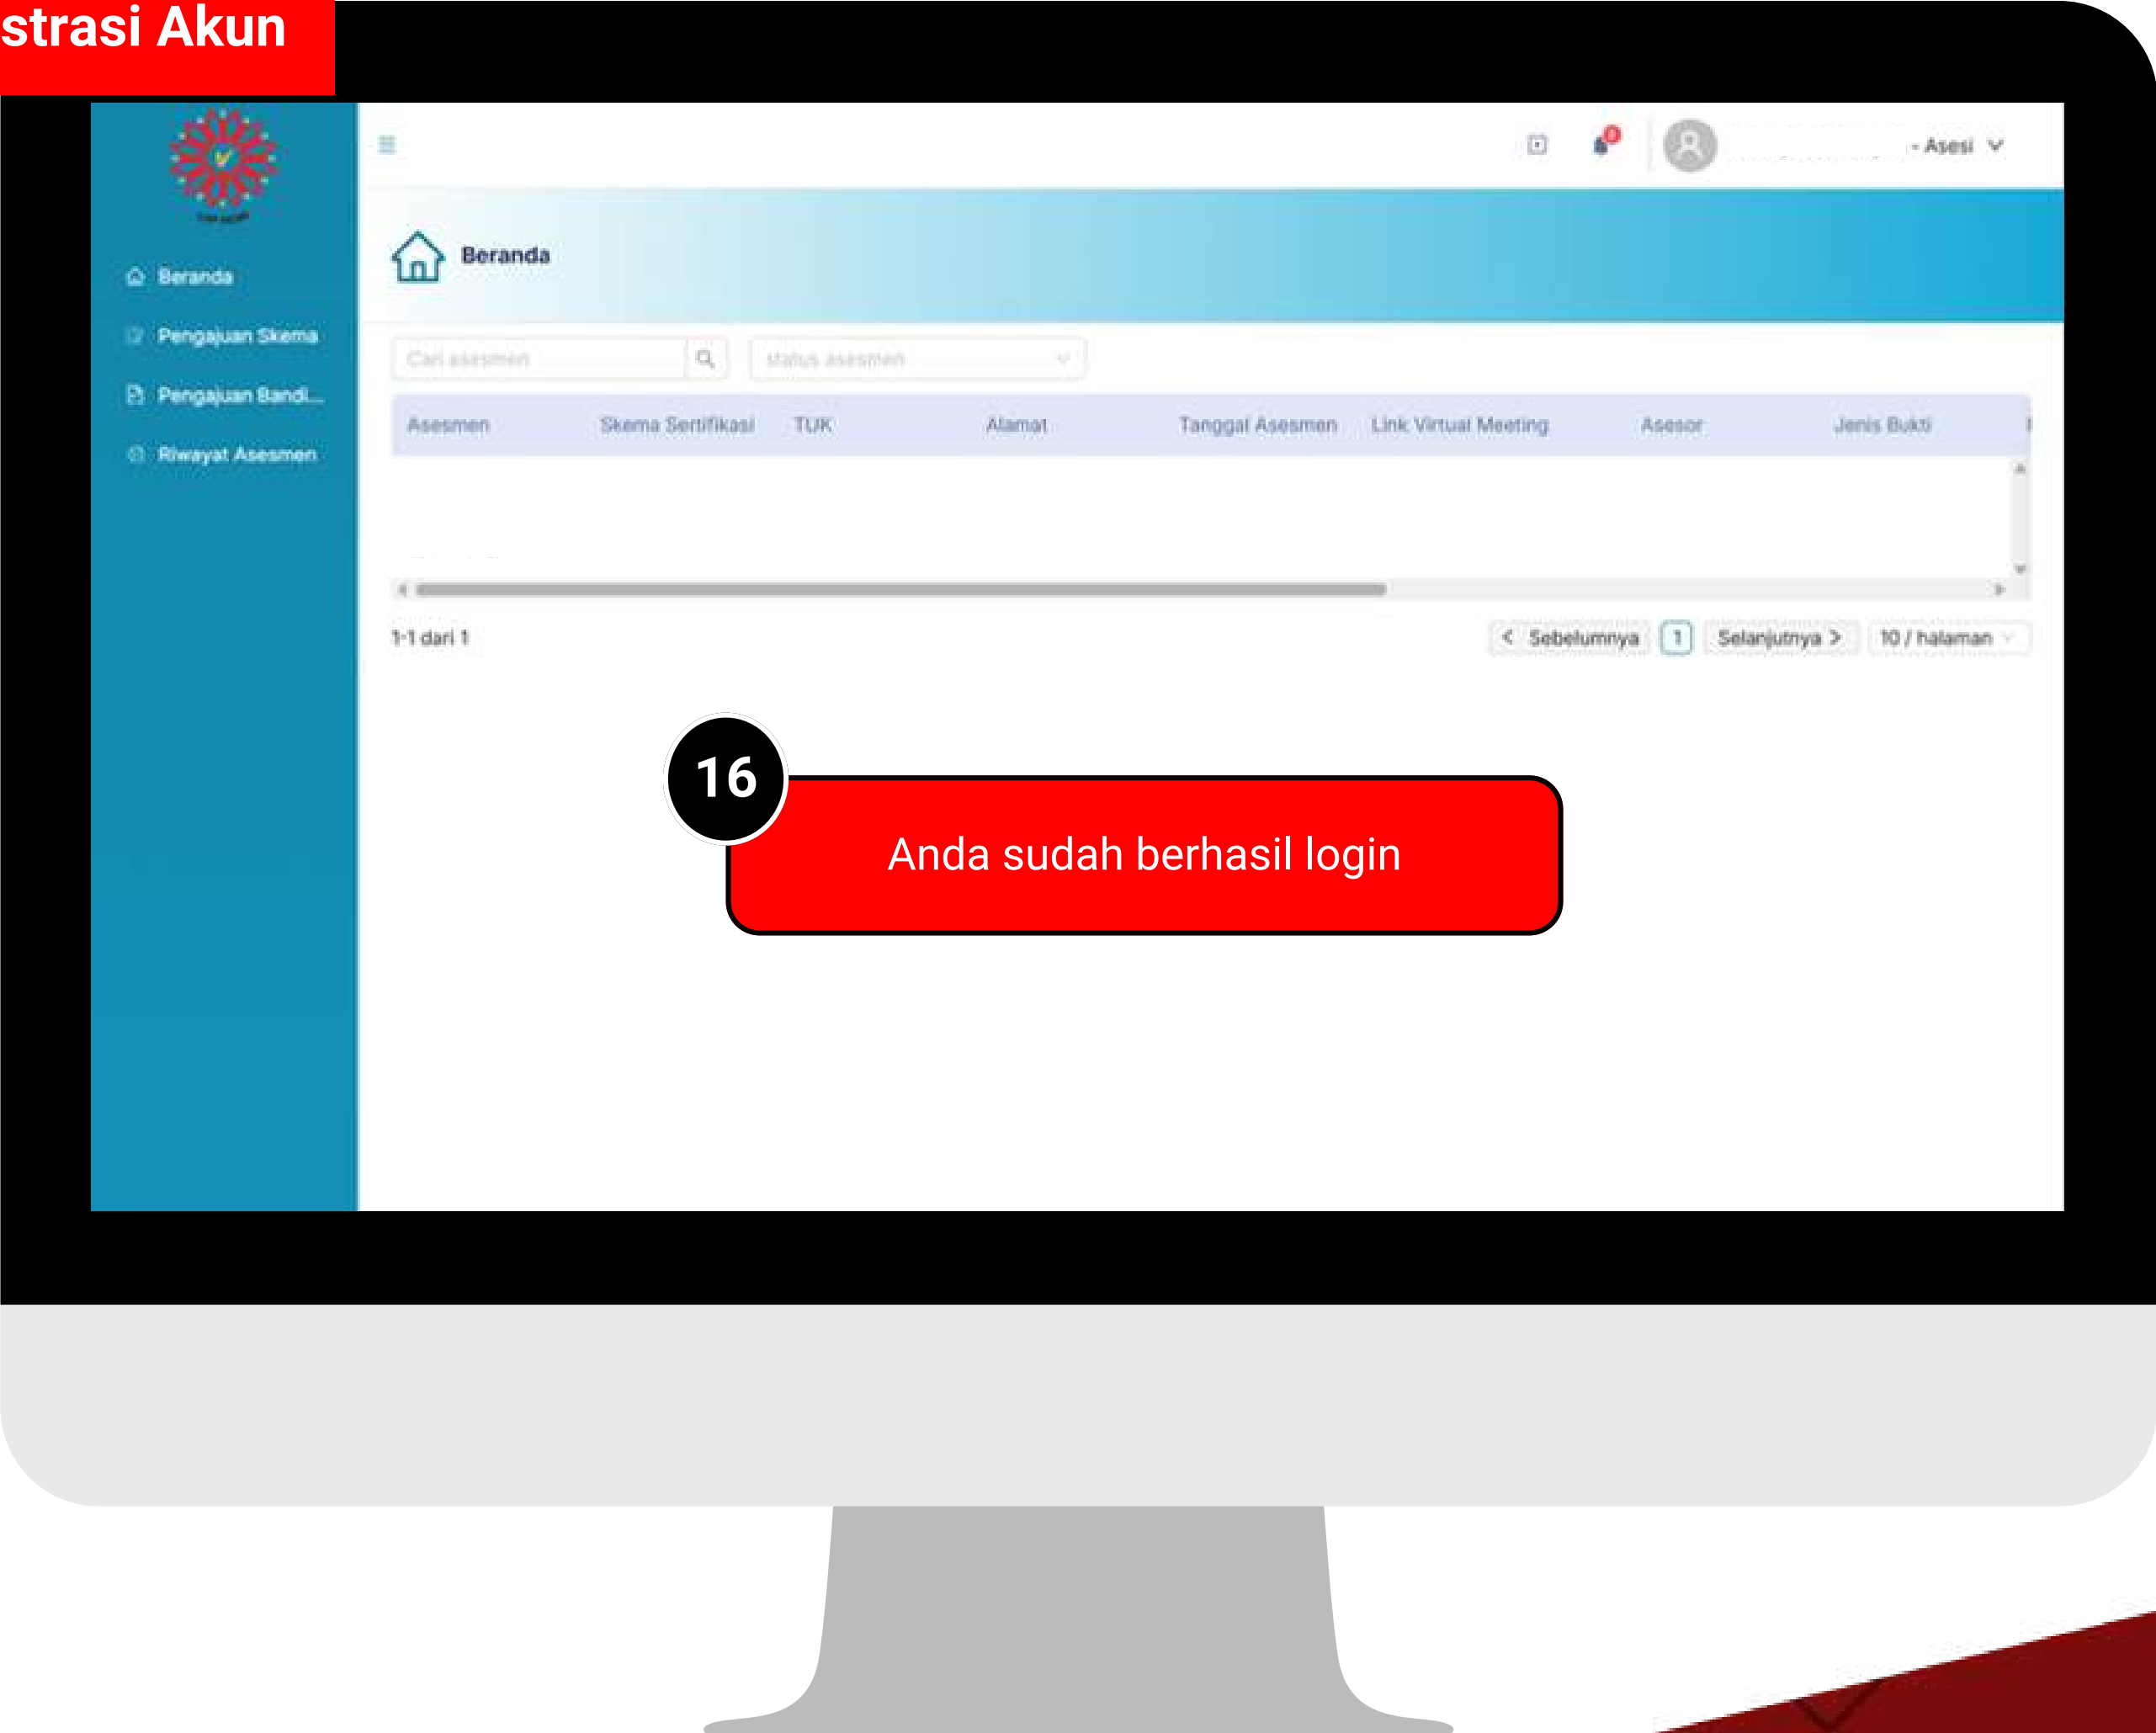 strasi Akun
- Asesi
Beranda
Beranda
Pengajuan Skema
Pengajuan Bandi...
Riwayat Asesmen
Cari asesmen
status asesmen
Asesmen Skema Sertifikasi TUK Alamat Tanggal Asesmen Link Virtual Meeting Asesor Jenis Bukti
1-1 dari 1
< Sebelumnya 1 Selanjutnya > 10 / halaman
16
Anda sudah berhasil login